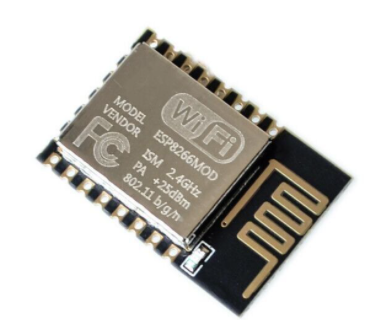 WiFi
MODEL
VENDOR
ESP8266MOD
FC
ISM 2.4GHz
PA +25dBm
802.11 b/g/n